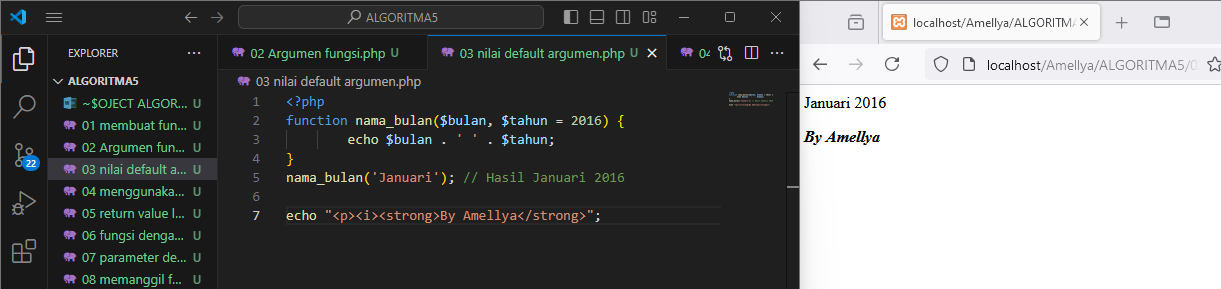 ALGORITMA5
EXPLORER
ALGORITMA5
~$OJECT ALGOR... U
01 membuat fun... U
02 Argumen fun... U
03 nilai default a... U
04 menggunaka... U
05 return value l... U
06 fungsi denga... U
07 parameter de... U
08 memanggil f... U
22
02 Argumen fungsi.php U
03 nilai default argumen.php U
04
03 nilai default argumen.php
1 <?php
2 function nama_bulan($bulan, $tahun = 2016) {
3 echo $bulan . ' ' . $tahun;
4 }
5 nama_bulan('Januari'); // Hasil Januari 2016
6
7 echo "<p><i><strong>By Amellya</strong>";
localhost/Amellya/ALGORITMA
localhost/Amellya/ALGORITMA5/0
Januari 2016
By Amellya